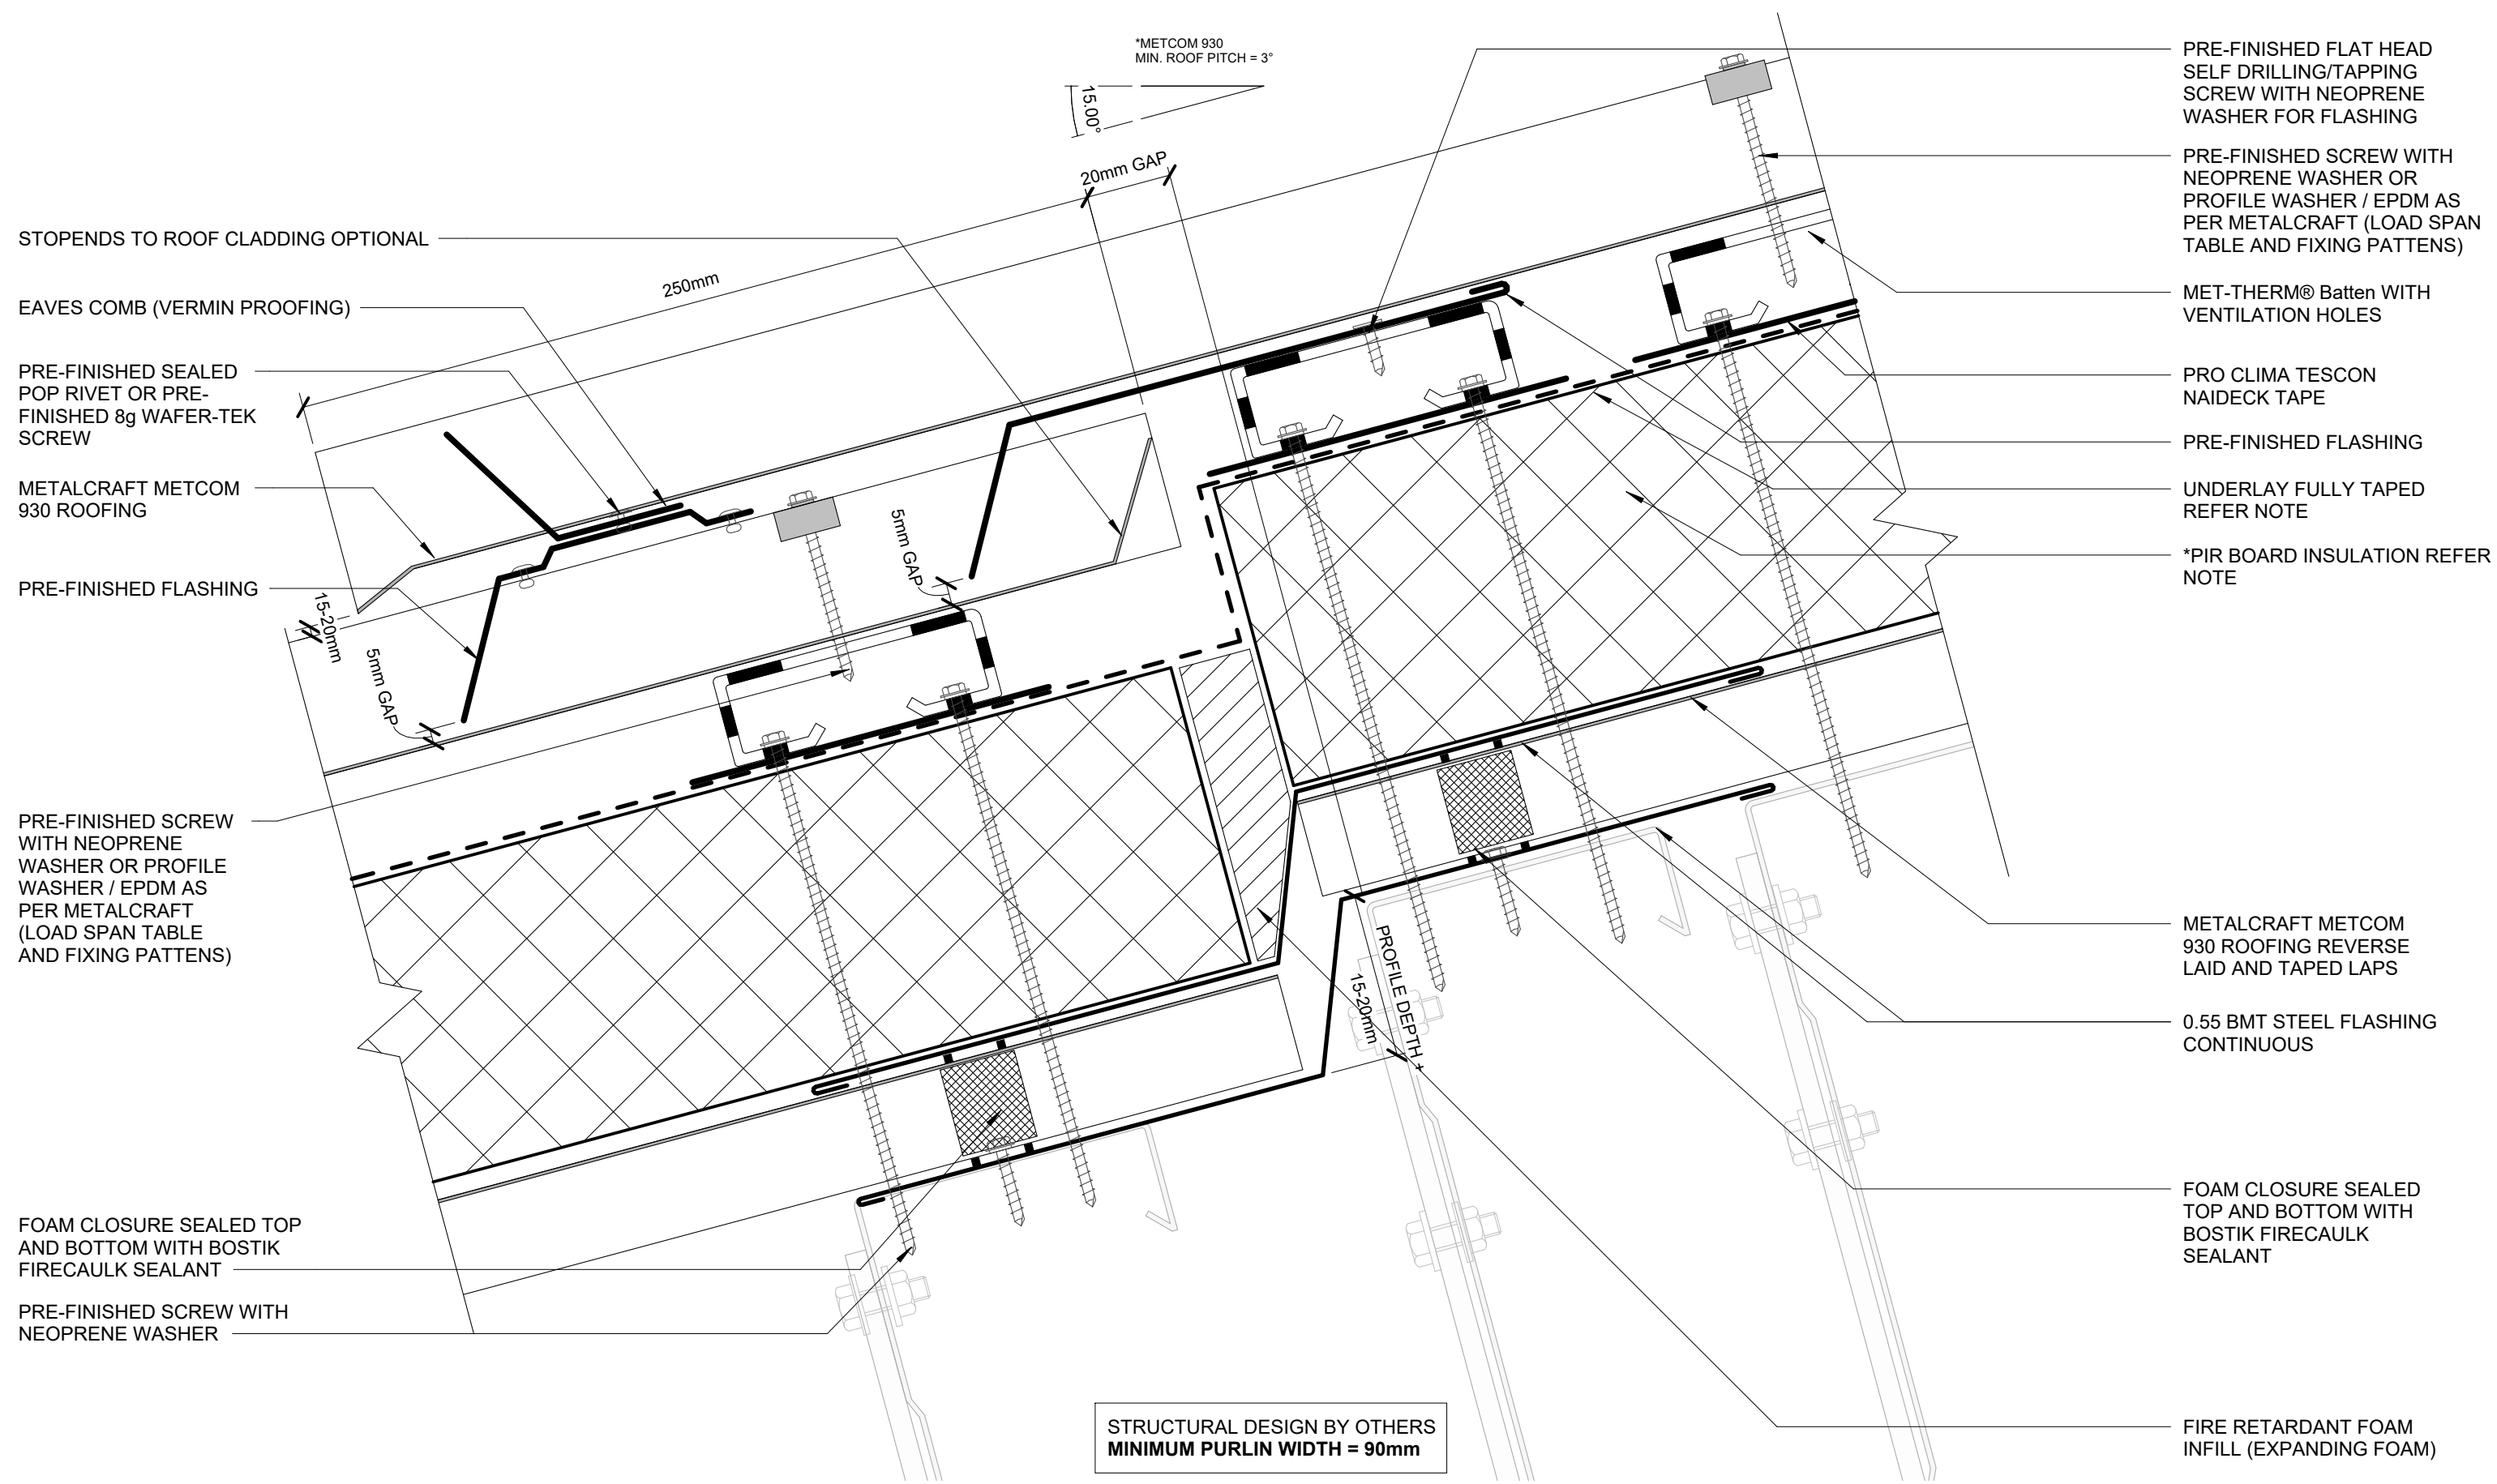 *METCOM 930
MIN. ROOF PITCH = 3°
15.00°
20mm GAP
250mm
STOPENDS TO ROOF CLADDING OPTIONAL
EAVES COMB (VERMIN PROOFING)
PRE-FINISHED SEALED
POP RIVET OR PRE-
FINISHED 8g WAFER-TEK
SCREW
METALCRAFT METCOM
930 ROOFING
PRE-FINISHED FLASHING
15-20mm
5mm GAP
5mm GAP
PRE-FINISHED SCREW
WITH NEOPRENE
WASHER OR PROFILE
WASHER / EPDM AS
PER METALCRAFT
(LOAD SPAN TABLE
AND FIXING PATTENS)
FOAM CLOSURE SEALED TOP
AND BOTTOM WITH BOSTIK
FIRECAULK SEALANT
PRE-FINISHED SCREW WITH
NEOPRENE WASHER
PROFILE DEPTH +
15-20mm
STRUCTURAL DESIGN BY OTHERS
MINIMUM PURLIN WIDTH = 90mm
PRE-FINISHED FLAT HEAD
SELF DRILLING/TAPPING
SCREW WITH NEOPRENE
WASHER FOR FLASHING
PRE-FINISHED SCREW WITH
NEOPRENE WASHER OR
PROFILE WASHER / EPDM AS
PER METALCRAFT (LOAD SPAN
TABLE AND FIXING PATTENS)
MET-THERM® Batten WITH
VENTILATION HOLES
PRO CLIMA TESCON
NAIDECK TAPE
PRE-FINISHED FLASHING
UNDERLAY FULLY TAPED
REFER NOTE
*PIR BOARD INSULATION REFER
NOTE
METALCRAFT METCOM
930 ROOFING REVERSE
LAID AND TAPED LAPS
0.55 BMT STEEL FLASHING
CONTINUOUS
FOAM CLOSURE SEALED
TOP AND BOTTOM WITH
BOSTIK FIRECAULK
SEALANT
FIRE RETARDANT FOAM
INFILL (EXPANDING FOAM)